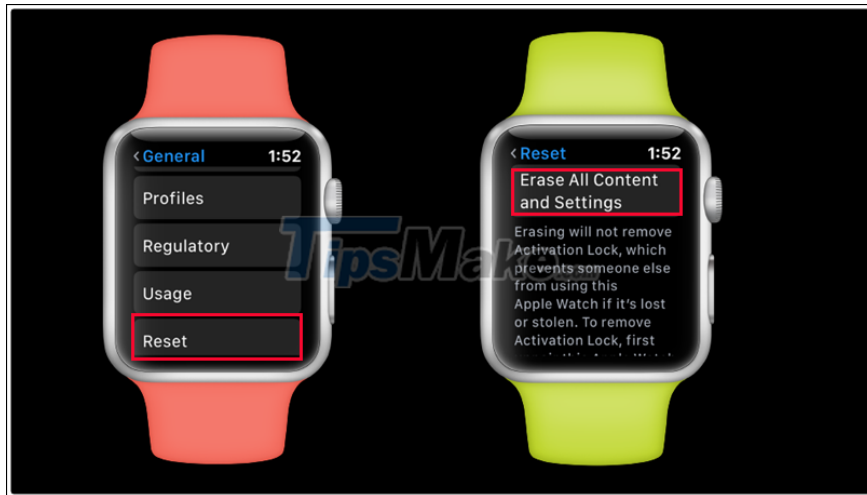 < General 1:52
Profiles
Regulatory
Usage
Reset
< Reset 1:52
Erase All Content
and Settings
Erasing will not remove
Activation Lock, which
prevents someone else
from using this
Apple Watch if it's lost
or stolen. To remove
Activation Lock, first
TipsMake.com